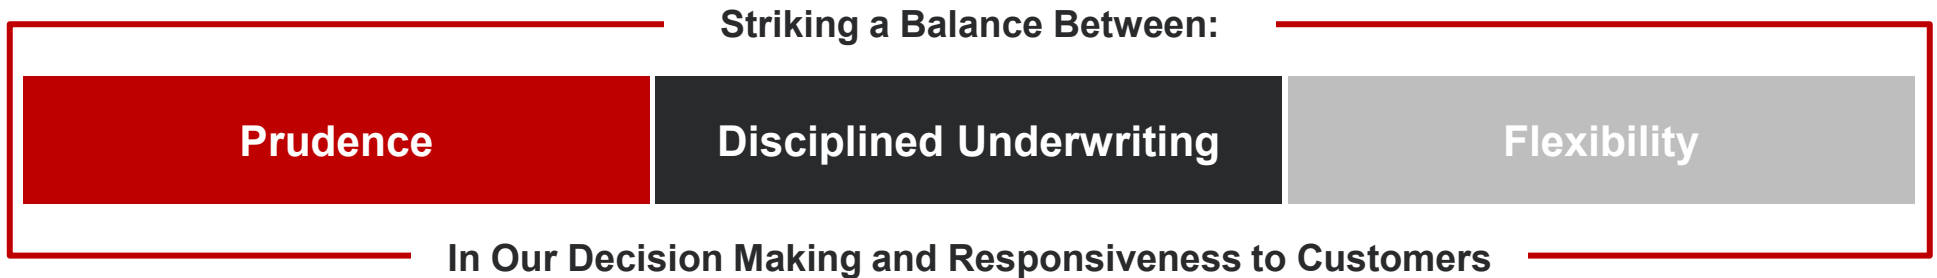 Striking a Balance Between:
Prudence
Disciplined Underwriting
Flexibility
In Our Decision Making and Responsiveness to Customers